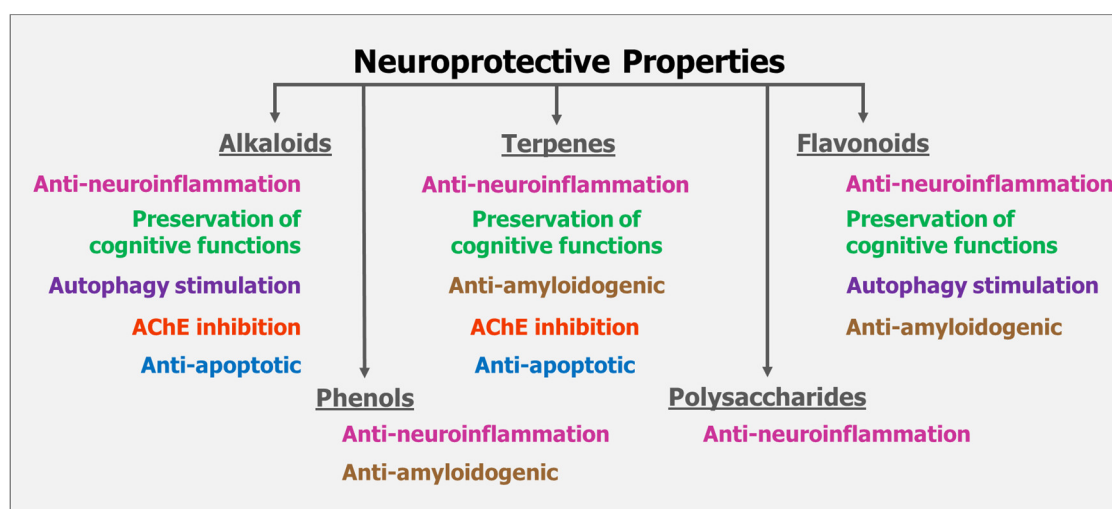 Neuroprotective Properties
Alkaloids
Anti-neuroinflammation
Preservation of
cognitive functions
Autophagy stimulation
AChE inhibition
Anti-apoptotic
Phenols
Anti-neuroinflammation
Anti-amyloidogenic
Terpenes
Anti-neuroinflammation
Preservation of
cognitive functions
Anti-amyloidogenic
AChE inhibition
Anti-apoptotic
Polysaccharides
Anti-neuroinflammation
Flavonoids
Anti-neuroinflammation
Preservation of
cognitive functions
Autophagy stimulation
Anti-amyloidogenic